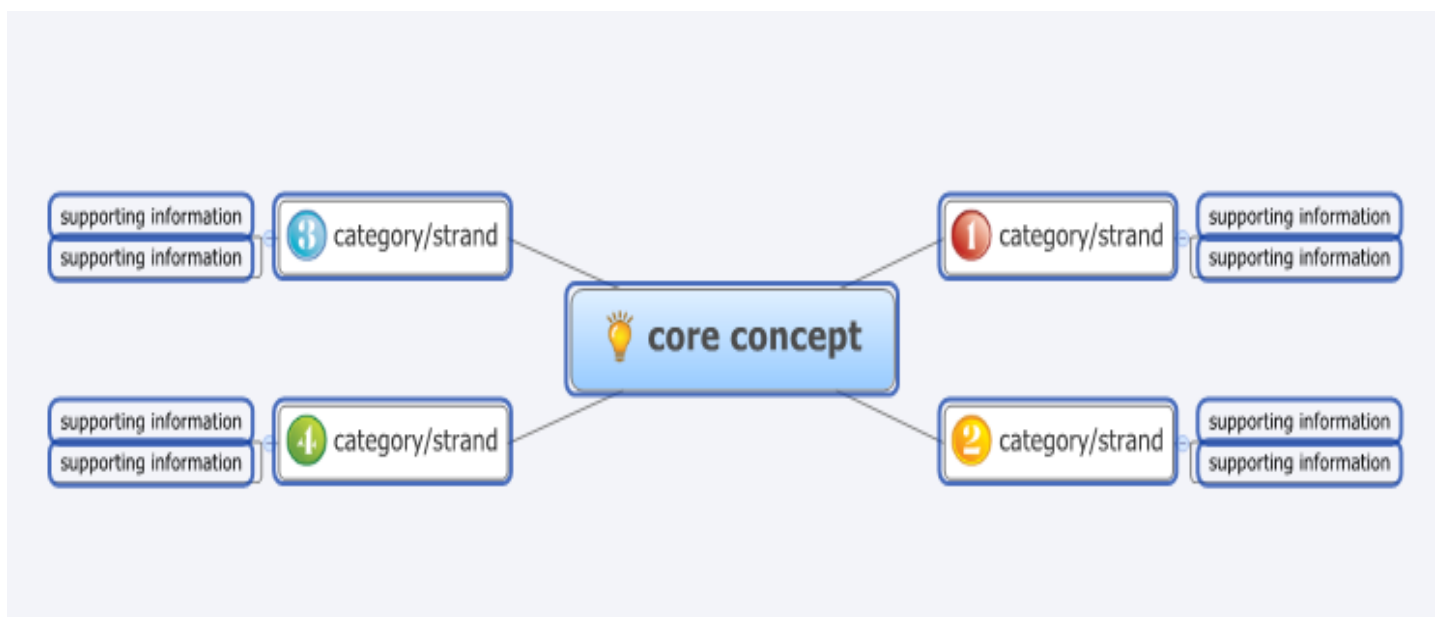 supporting information
supporting information
3 category/strand
supporting information
supporting information
1 category/strand
core concept
supporting information
supporting information
4 category/strand
supporting information
supporting information
2 category/strand